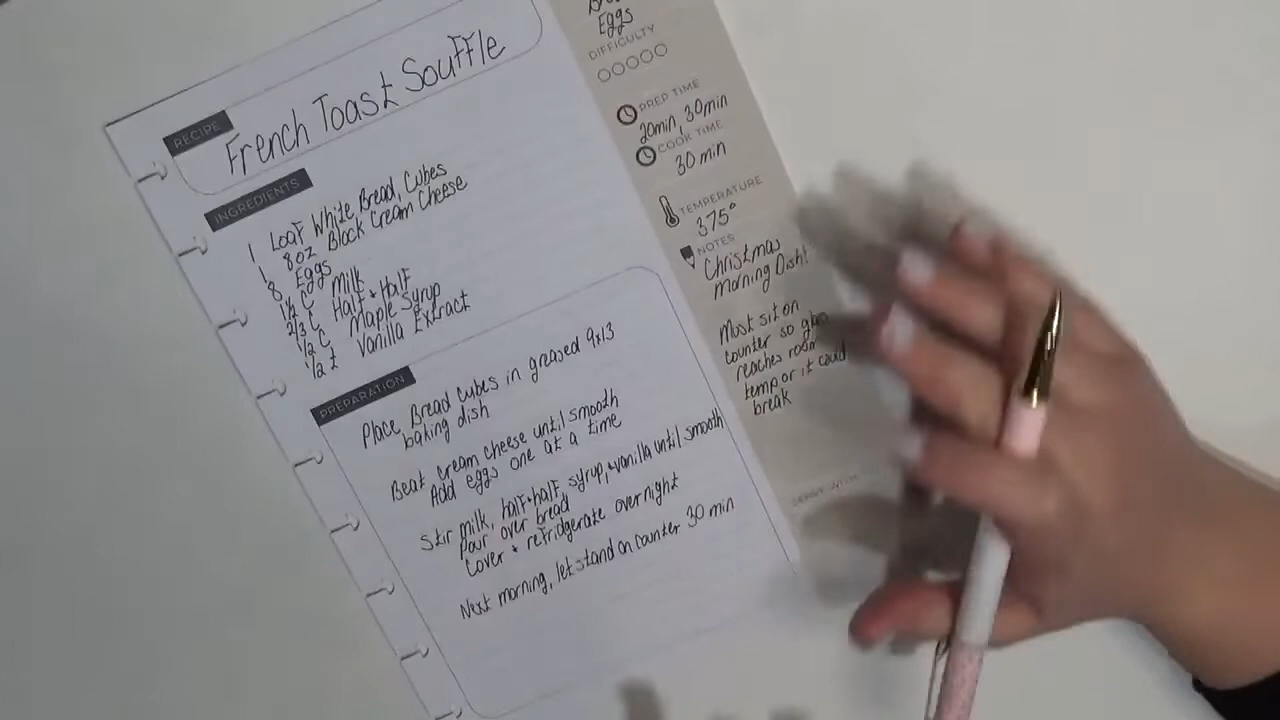 RECIPE
French Toast Souffle
INGREDIENTS
1 Loaf White Bread, Cubes
1 8oz Block Cream Cheese
8 Eggs
1 1/2 C Milk
2/3 C Half + Half
1/2 C Maple Syrup
1/2 t Vanilla Extract
PREPARATION
Place Bread Cubes in greased 9x13
baking dish
Beat cream cheese until smooth
Add eggs one at a time
Stir milk, half+half, syrup, +vanilla until smooth
Pour over bread
Cover + refridgerate overnight
Next morning, let stand on counter 30 min
Eggs
DIFFICULTY
PREP TIME
20min, 30min
COOK TIME
30 min
TEMPERATURE
375°
NOTES
Christmas
morning Dish!
Must sit on
counter so glass
reaches room
temp or it could
break